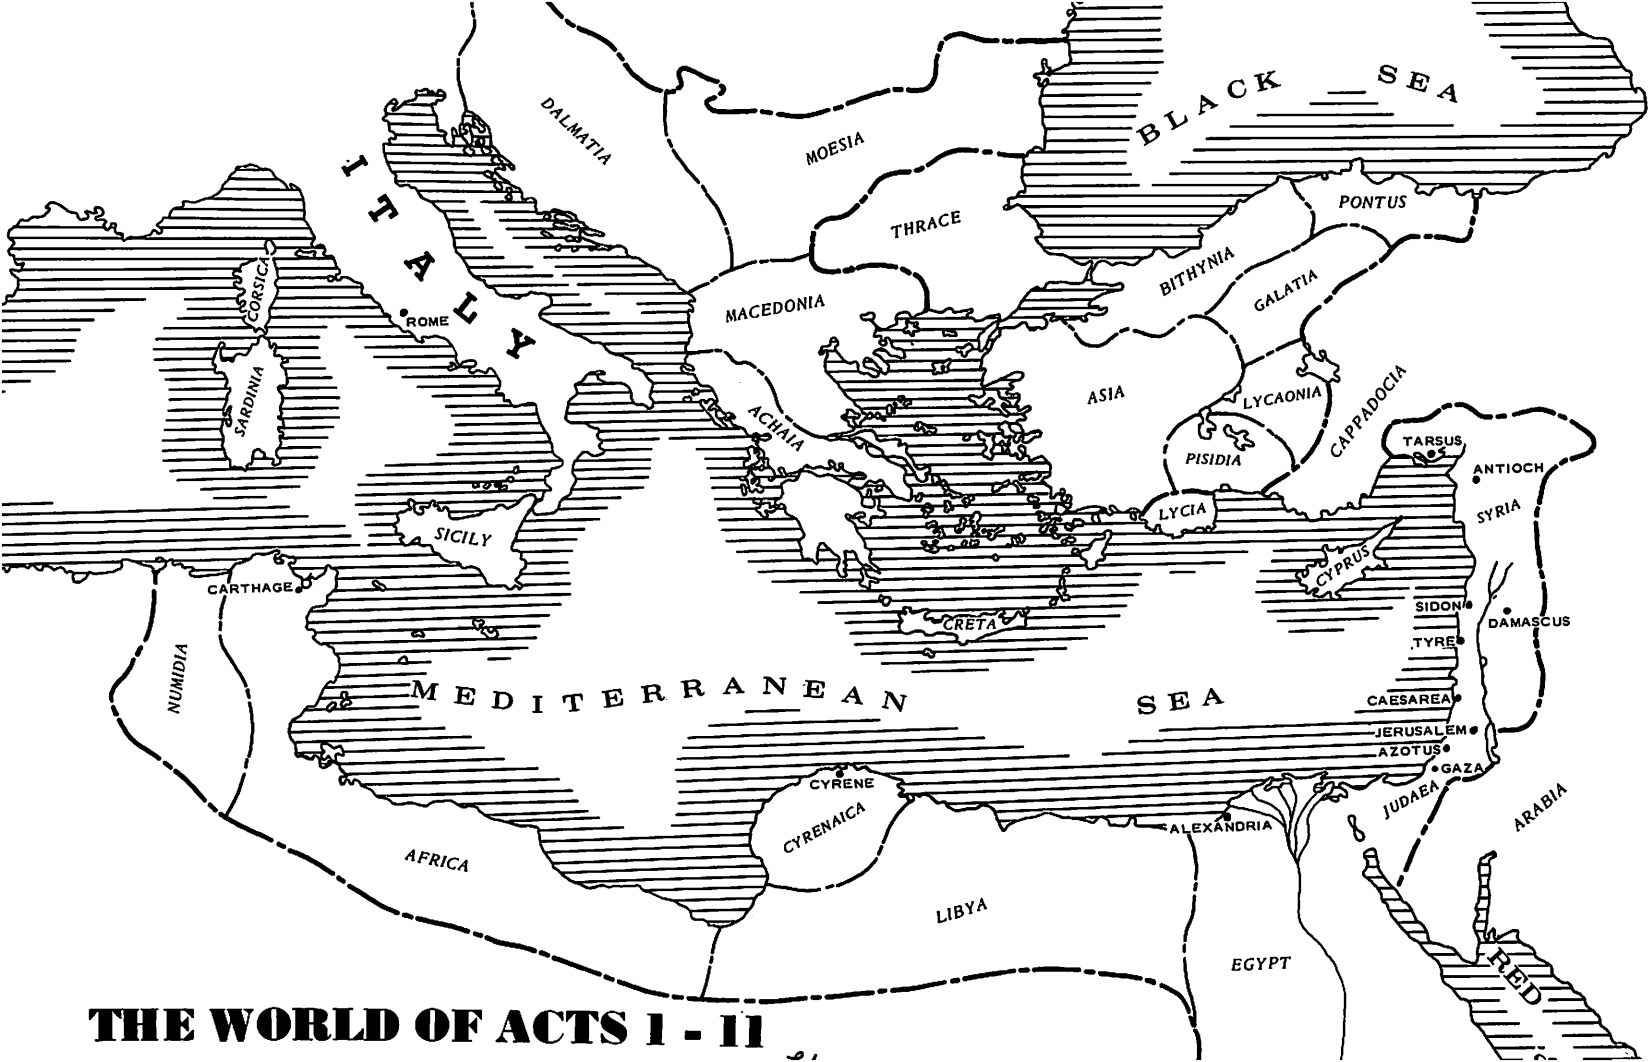 BLACK SEA
DALMATIA
MOESIA
ITALY
THRACE
PONTUS
BITHYNIA
GALATIA
CORSICA
MACEDONIA
ROME
SARDINIA
ASIA
LYCAONIA
CAPPADOCIA
ACHAIA
PISIDIA
TARSUS
ANTIOCH
SYRIA
LYCIA
SICILY
CYPRUS
CARTHAGE
SIDON
DAMASCUS
CRETA
TYRE
NUMIDIA
MEDITERRANEAN SEA
CAESAREA
JERUSALEM
AZOTUS
GAZA
CYRENE
JUDAEA
ARABIA
CYRENAICA
ALEXANDRIA
AFRICA
LIBYA
EGYPT
RED
THE WORLD OF ACTS 1 - 11